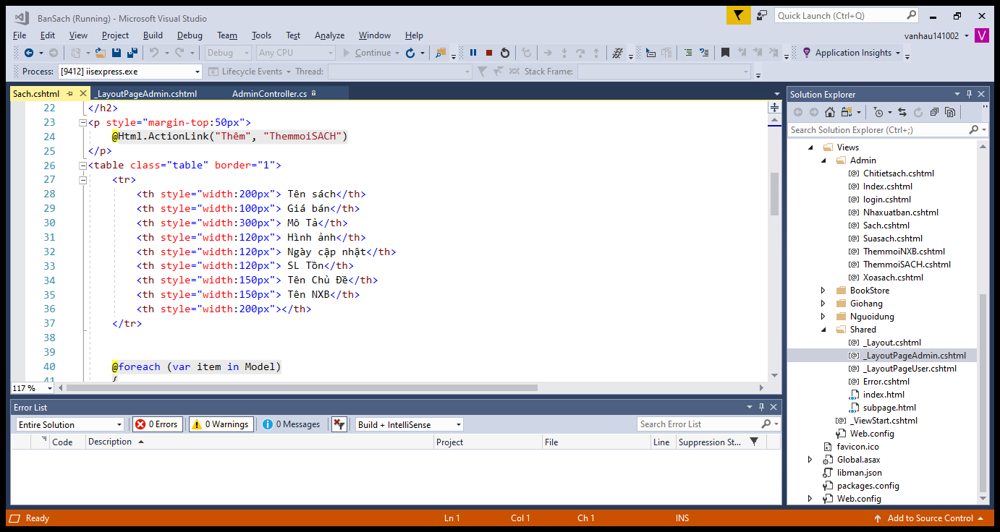 BanSach (Running) - Microsoft Visual Studio
Quick Launch (Ctrl+Q)
File Edit View Project Build Debug Team Tools Test Analyze Window Help
vanhau141002 V
Debug Any CPU Continue Application Insights
Process: [9412] iisexpress.exe Lifecycle Events Thread: Stack Frame:
Sach.cshtml _LayoutPageAdmin.cshtml AdminController.cs
22 </h2>
23 <p style="margin-top:50px">
24 @Html.ActionLink("Thêm", "ThemmoiSACH")
25 </p>
26 <table class="table" border="1">
27 <tr>
28 <th style="width:200px"> Tên sách</th>
29 <th style="width:100px"> Giá bán</th>
30 <th style="width:300px"> Mô Tả</th>
31 <th style="width:120px"> Hình ảnh</th>
32 <th style="width:120px"> Ngày cập nhật</th>
33 <th style="width:120px"> SL Tồn</th>
34 <th style="width:150px"> Tên Chủ Đề</th>
35 <th style="width:150px"> Tên NXB</th>
36 <th style="width:200px"></th>
37 </tr>
38
39
40 @foreach (var item in Model)
41 {
117 %
Error List
Entire Solution 0 Errors 0 Warnings 0 Messages Build + IntelliSense Search Error List
Code Description Project File Line Suppression St...
Solution Explorer
Search Solution Explorer (Ctrl+;)
Views
Admin
Chitietsach.cshtml
Index.cshtml
login.cshtml
Nhaxuatban.cshtml
Sach.cshtml
Suasach.cshtml
ThemmoiNXB.cshtml
ThemmoiSACH.cshtml
Xoasach.cshtml
BookStore
Giohang
Nguoidung
Shared
_Layout.cshtml
_LayoutPageAdmin.cshtml
_LayoutPageUser.cshtml
Error.cshtml
index.html
subpage.html
_ViewStart.cshtml
Web.config
favicon.ico
Global.asax
libman.json
packages.config
Web.config
Ready Ln 1 Col 1 Ch 1 INS Add to Source Control